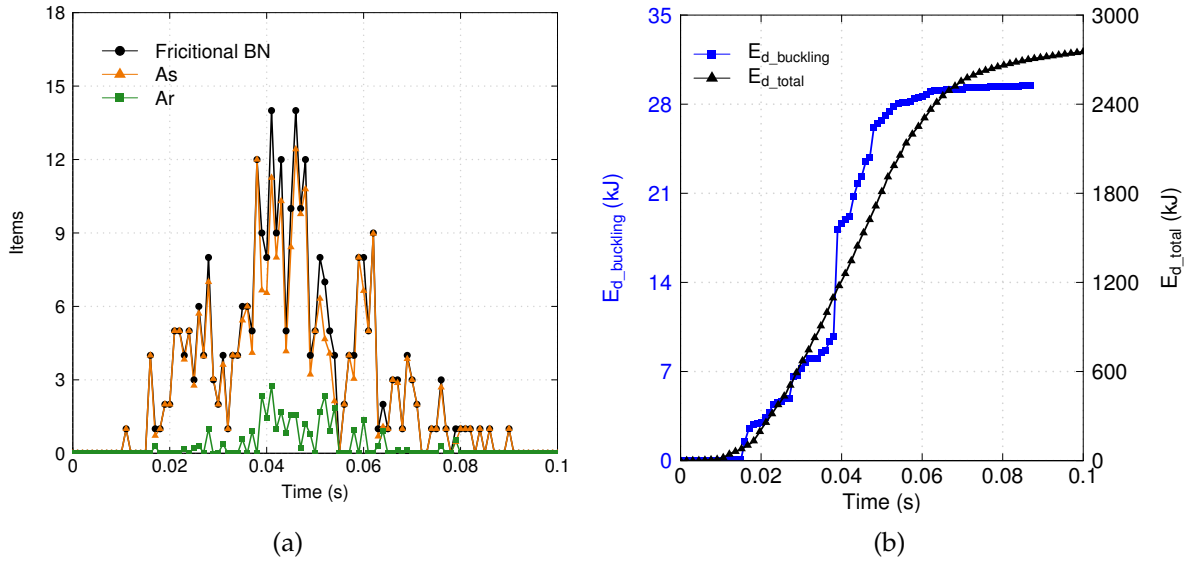 18
15
12
9
6
3
0
Items
Fricitional BN
As
Ar
0
0.02
0.04
0.06
0.08
0.1
Time (s)
(a)
35
28
21
14
7
0
E_d_buckling (kJ)
E_d_buckling
E_d_total
3000
2400
1800
1200
600
0
E_d_total (kJ)
0
0.02
0.04
0.06
0.08
0.1
Time (s)
(b)